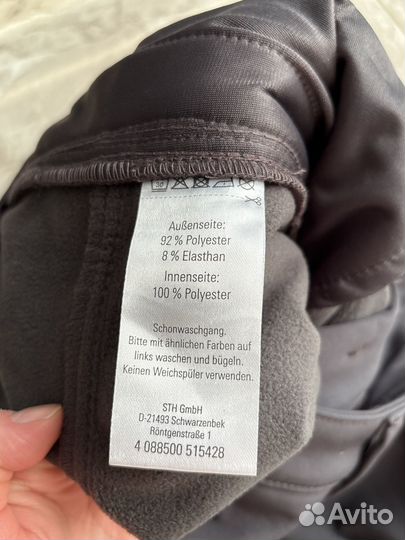 Außenseite:
92 % Polyester
8 % Elasthan
Innenseite:
100 % Polyester
Schonwaschgang.
Bitte mit ähnlichen Farben auf
links waschen und bügeln.
Keinen Weichspüler verwenden.
STH GmbH
D-21493 Schwarzenbek
Röntgenstraße 1
4 088500 515428
Avito